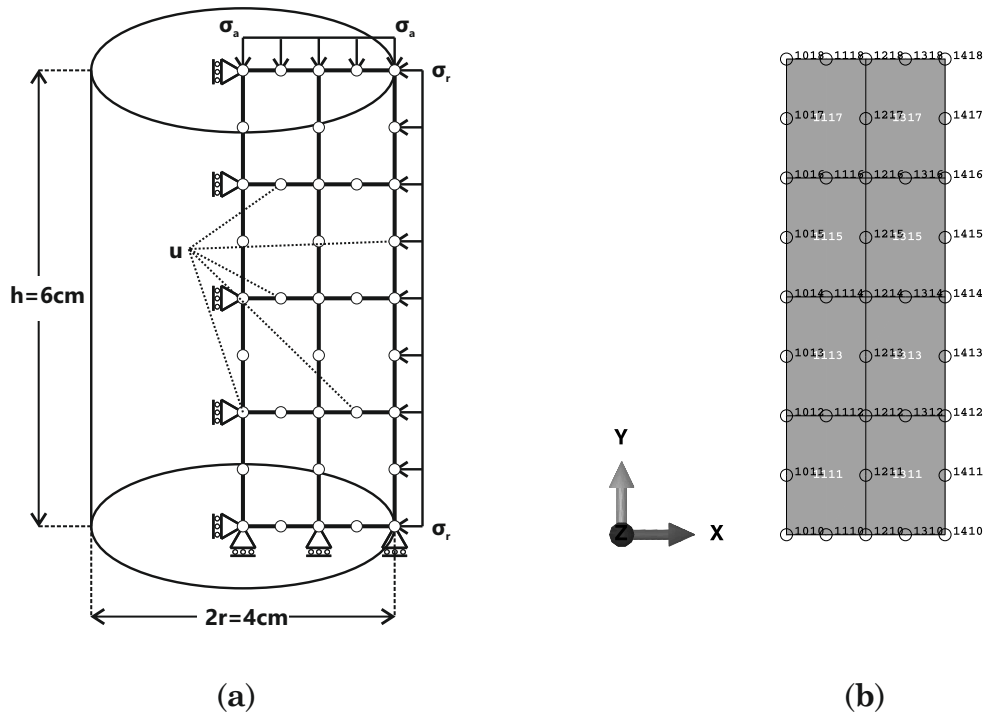 σa σa
σr
u
h=6cm
σr
2r=4cm
(a)
1018 1118 1218 1318 1418
1017 1117 1217 1317 1417
1016 1116 1216 1316 1416
1015 1115 1215 1315 1415
1014 1114 1214 1314 1414
1013 1113 1213 1313 1413
1012 1112 1212 1312 1412
1011 1111 1211 1311 1411
1010 1110 1210 1310 1410
Y
Z X
(b)